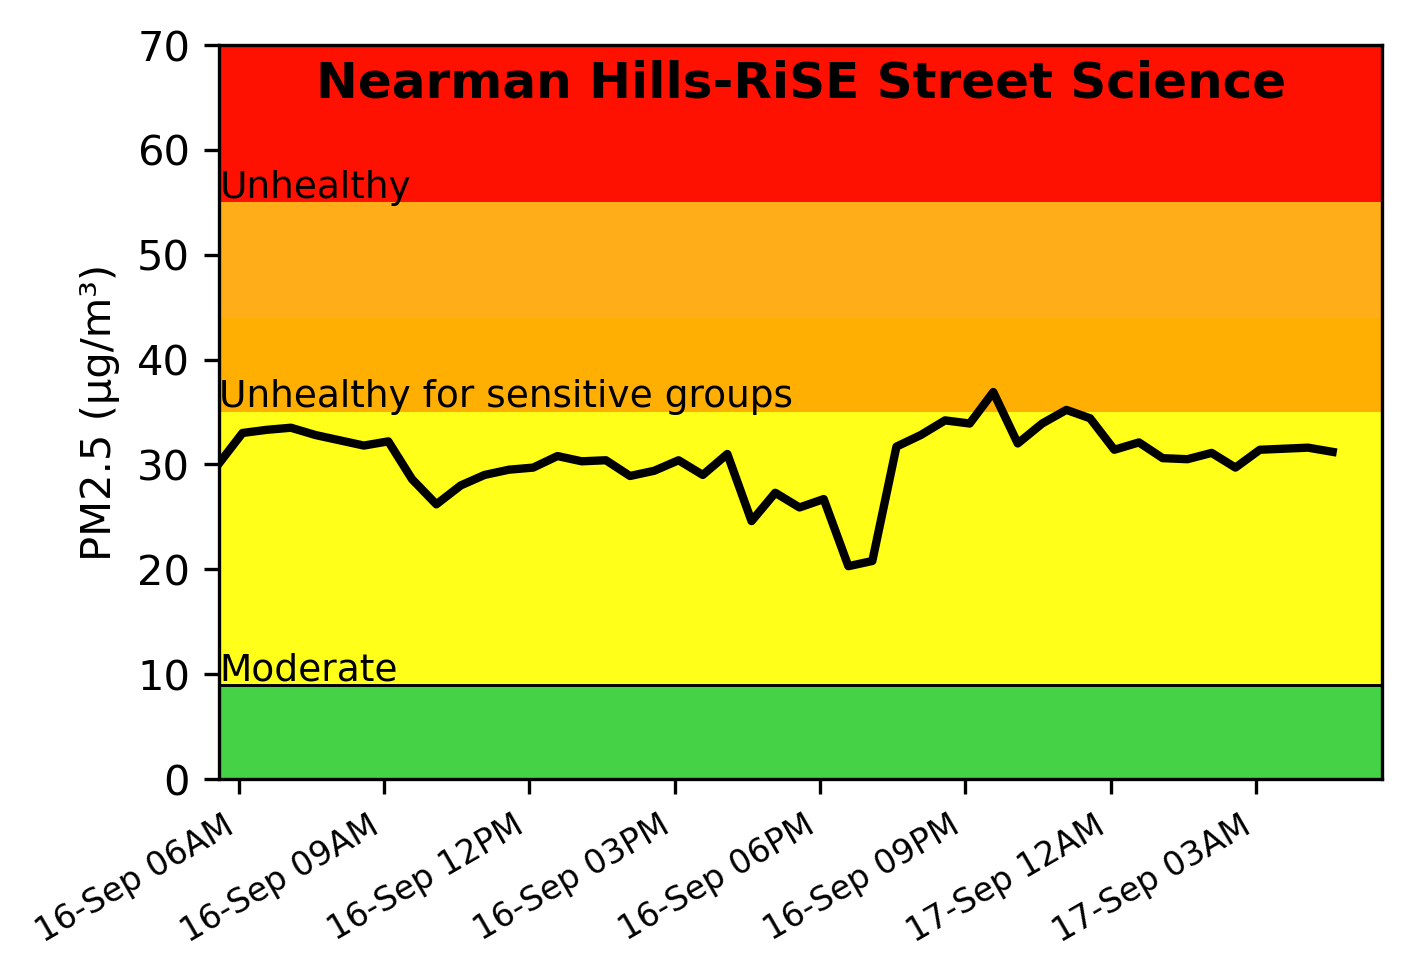 Nearman Hills-RiSE Street Science
PM2.5 (µg/m³)
70
60
50
40
30
20
10
0
Unhealthy
Unhealthy for sensitive groups
Moderate
16-Sep 06AM
16-Sep 09AM
16-Sep 12PM
16-Sep 03PM
16-Sep 06PM
16-Sep 09PM
17-Sep 12AM
17-Sep 03AM